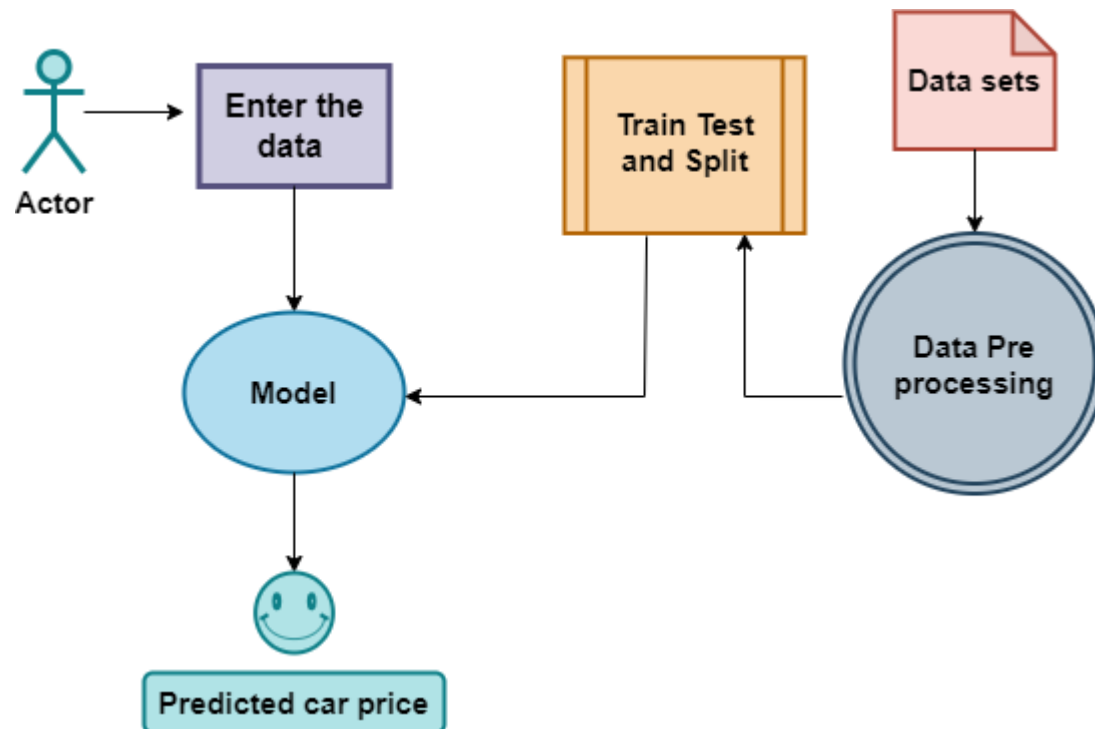 Actor
Enter the
data
Train Test
and Split
Data sets
Data Pre
processing
Model
Predicted car price